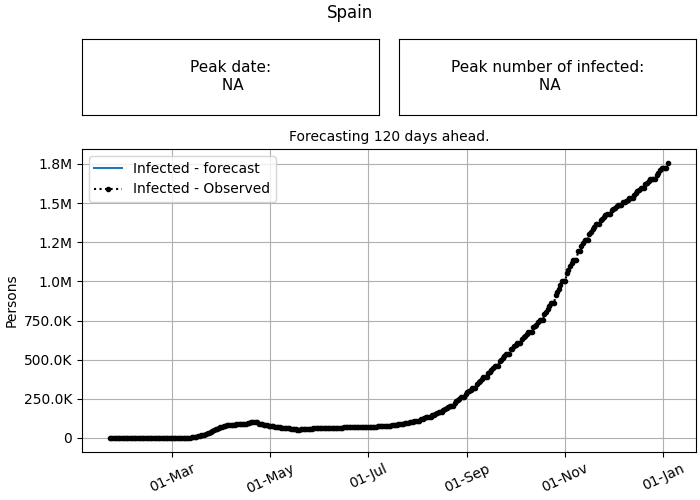 Spain
Peak date:
NA
Peak number of infected:
NA
Forecasting 120 days ahead.
Infected - forecast
Infected - Observed
Persons
1.8M
1.5M
1.2M
1.0M
750.0K
500.0K
250.0K
0
01-Mar
01-May
01-Jul
01-Sep
01-Nov
01-Jan